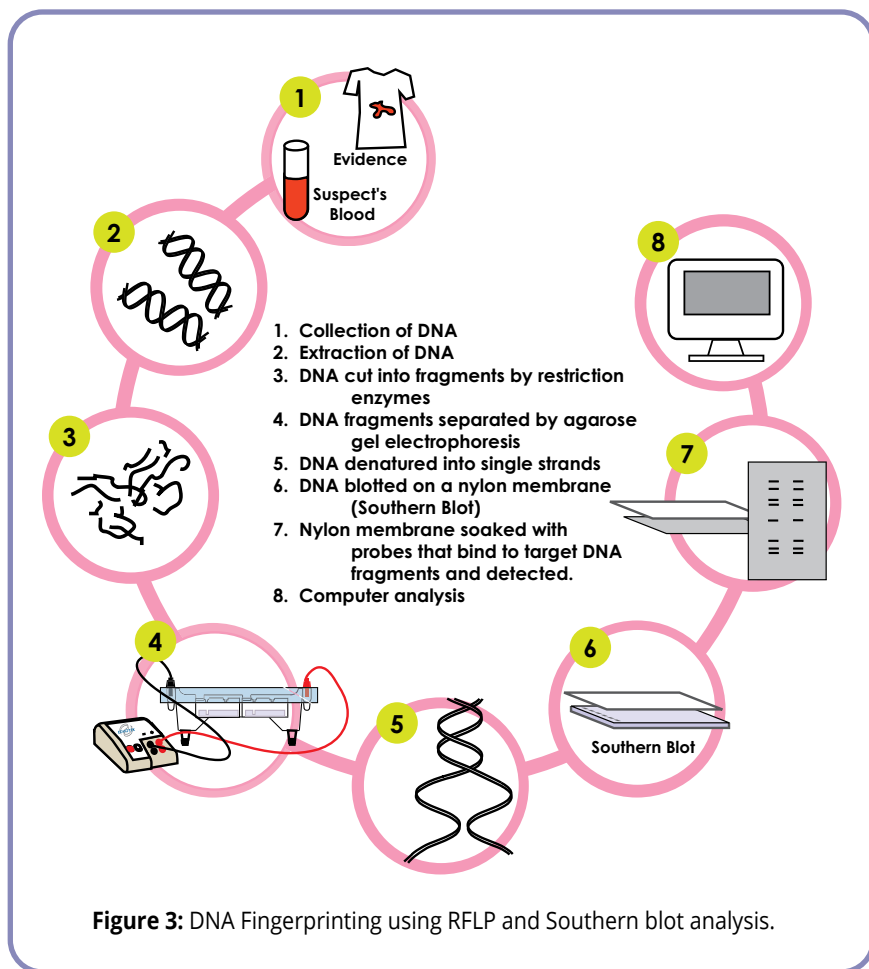 1
Evidence
Suspect's
Blood
2
8
1. Collection of DNA
2. Extraction of DNA
3. DNA cut into fragments by restriction
enzymes
4. DNA fragments separated by agarose
gel electrophoresis
5. DNA denatured into single strands
6. DNA blotted on a nylon membrane
(Southern Blot)
7. Nylon membrane soaked with
probes that bind to target DNA
fragments and detected.
8. Computer analysis
3
7
4
6
Southern Blot
5
Figure 3: DNA Fingerprinting using RFLP and Southern blot analysis.